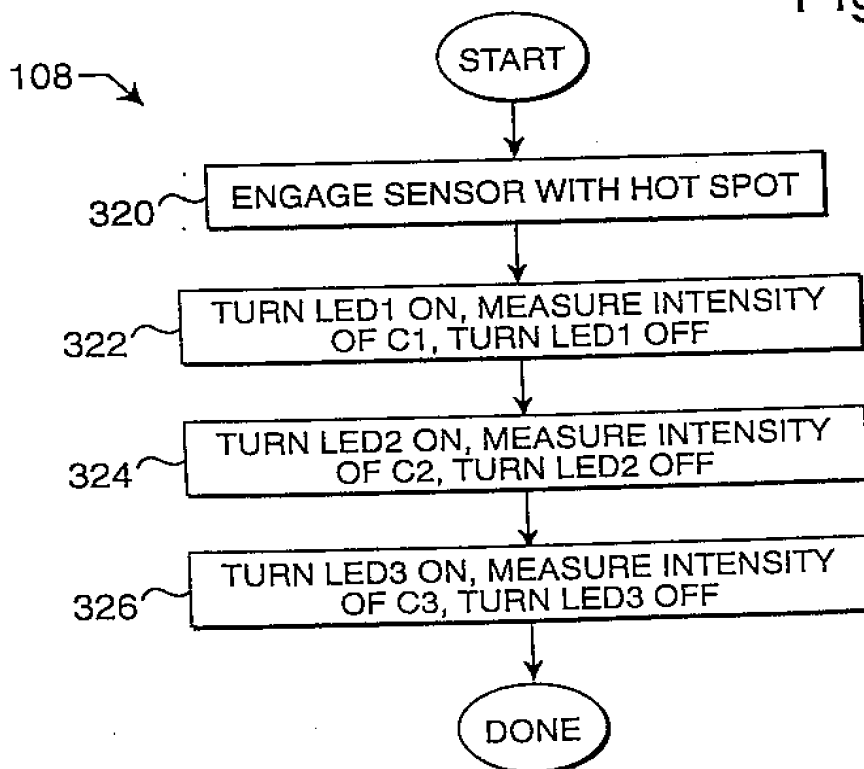 START
108
320
ENGAGE SENSOR WITH HOT SPOT
322
TURN LED1 ON, MEASURE INTENSITY
OF C1, TURN LED1 OFF
324
TURN LED2 ON, MEASURE INTENSITY
OF C2, TURN LED2 OFF
326
TURN LED3 ON, MEASURE INTENSITY
OF C3, TURN LED3 OFF
DONE